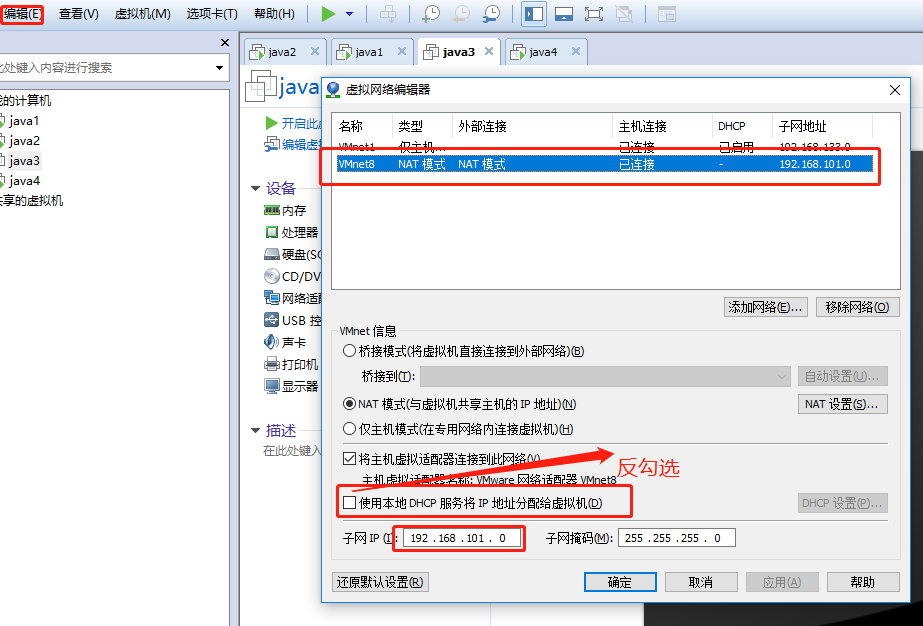 编辑(E) 查看(V) 虚拟机(M) 选项卡(T) 帮助(H)
此处键入内容进行搜索
我的计算机
java1
java2
java3
java4
共享的虚拟机
java2 java1 java3 java4
java
开启此
编辑虚
设备
内存
处理器
硬盘(SC
CD/DV
网络适配
USB 控
声卡
打印机
显示器
描述
在此处键入
虚拟网络编辑器
名称 类型 外部连接 主机连接 DHCP 子网地址
VMnet1 仅主机... 已连接 已启用 192.168.133.0
VMnet8 NAT 模式 NAT 模式 已连接 - 192.168.101.0
添加网络(E)... 移除网络(O)
VMnet 信息
桥接模式(将虚拟机直接连接到外部网络)(B)
桥接到(T): 自动设置(U)...
NAT 模式(与虚拟机共享主机的 IP 地址)(N) NAT 设置(S)...
仅主机模式(在专用网络内连接虚拟机)(H)
将主机虚拟适配器连接到此网络(V)
反勾选
主机虚拟适配器名称: VMware 网络适配器 VMnet8
使用本地 DHCP 服务将 IP 地址分配给虚拟机(D) DHCP 设置(P)...
子网 IP (I): 192 . 168 . 101 . 0 子网掩码(M): 255 . 255 . 255 . 0
还原默认设置(R) 确定 取消 应用(A) 帮助